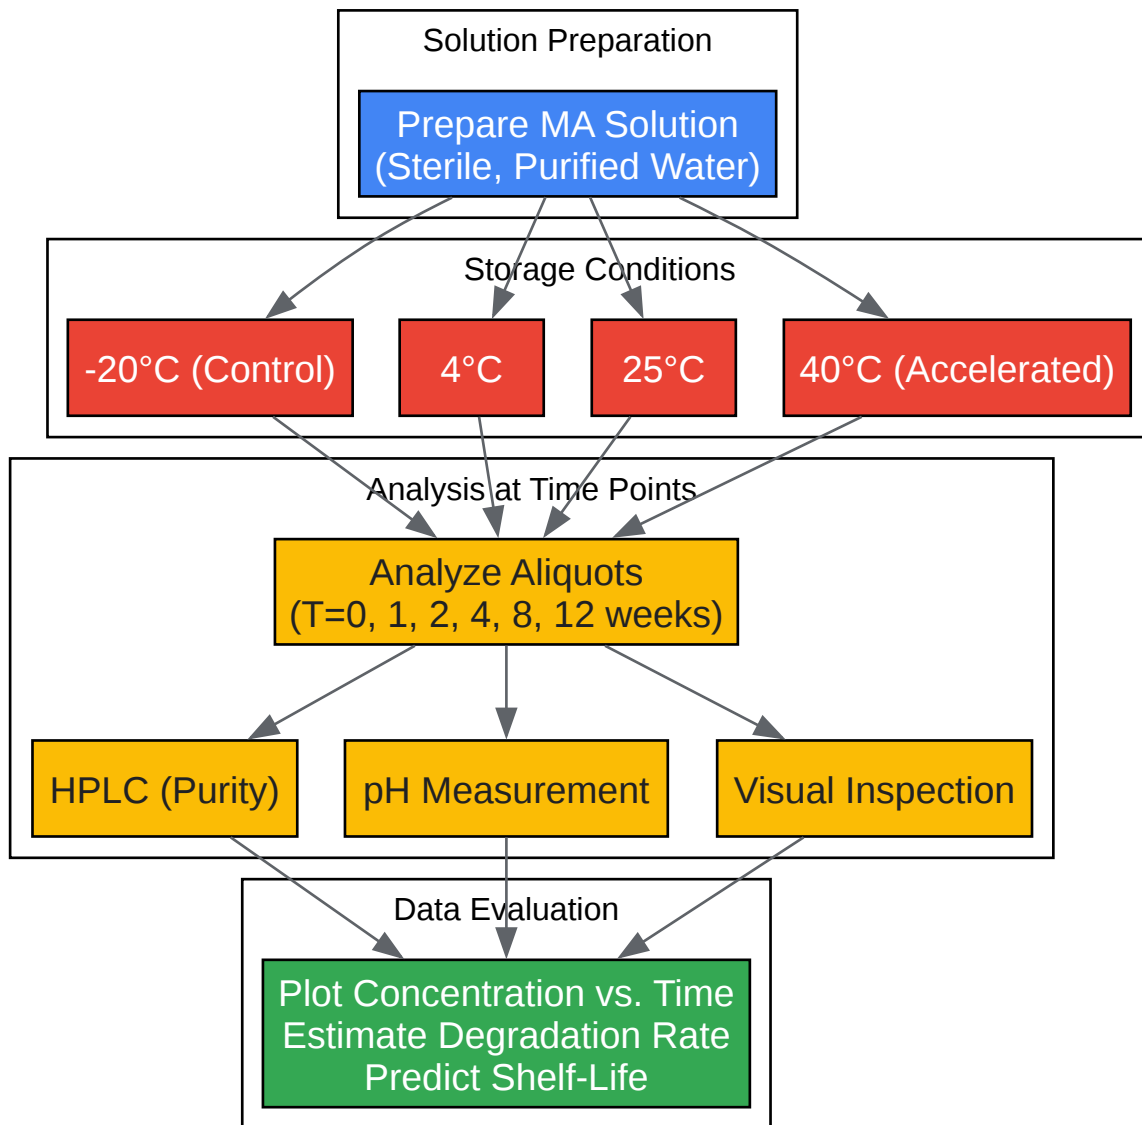 Solution Preparation
Prepare MA Solution
(Sterile, Purified Water)
Storage Conditions
-20°C (Control)
4°C
25°C
40°C (Accelerated)
Analysis at Time Points
Analyze Aliquots
(T=0, 1, 2, 4, 8, 12 weeks)
HPLC (Purity)
pH Measurement
Visual Inspection
Data Evaluation
Plot Concentration vs. Time
Estimate Degradation Rate
Predict Shelf-Life